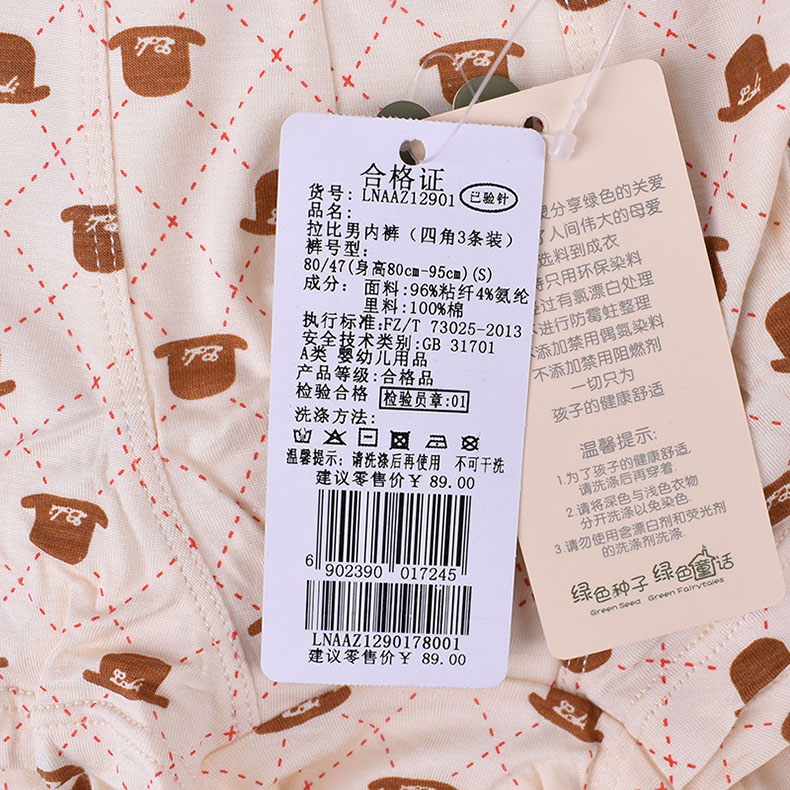 合格证
货号: LNAAZ12901 已验针
品名:
拉比男内裤（四角3条装）
裤号型:
80/47(身高80cm-95cm)(S)
成分: 面料:96%粘纤4%氨纶
里料:100%棉
执行标准:FZ/T 73025-2013
安全技术类别:GB 31701
A类 婴幼儿用品
产品等级:合格品
检验合格 检验员章:01
洗涤方法:
温馨提示: 请洗涤后再使用 不可干洗
建议零售价¥ 89.00
6 902390 017245
LNAAZ1290178001
建议零售价¥ 89.00
分享绿色的关爱
了人间伟大的母爱
选料到成衣
只用环保染料
过有氯漂白处理
进行防霉蛀整理
不添加禁用偶氮染料
不添加禁用阻燃剂
一切只为
孩子的健康舒适
温馨提示:
1.为了孩子的健康舒适,
请洗涤后再穿着.
2.请将深色与浅色衣物
分开洗涤以免染色.
3.请勿使用含漂白剂和荧光剂
的洗涤剂洗涤.
绿色种子 绿色童话
Green Seed Green Fairytales